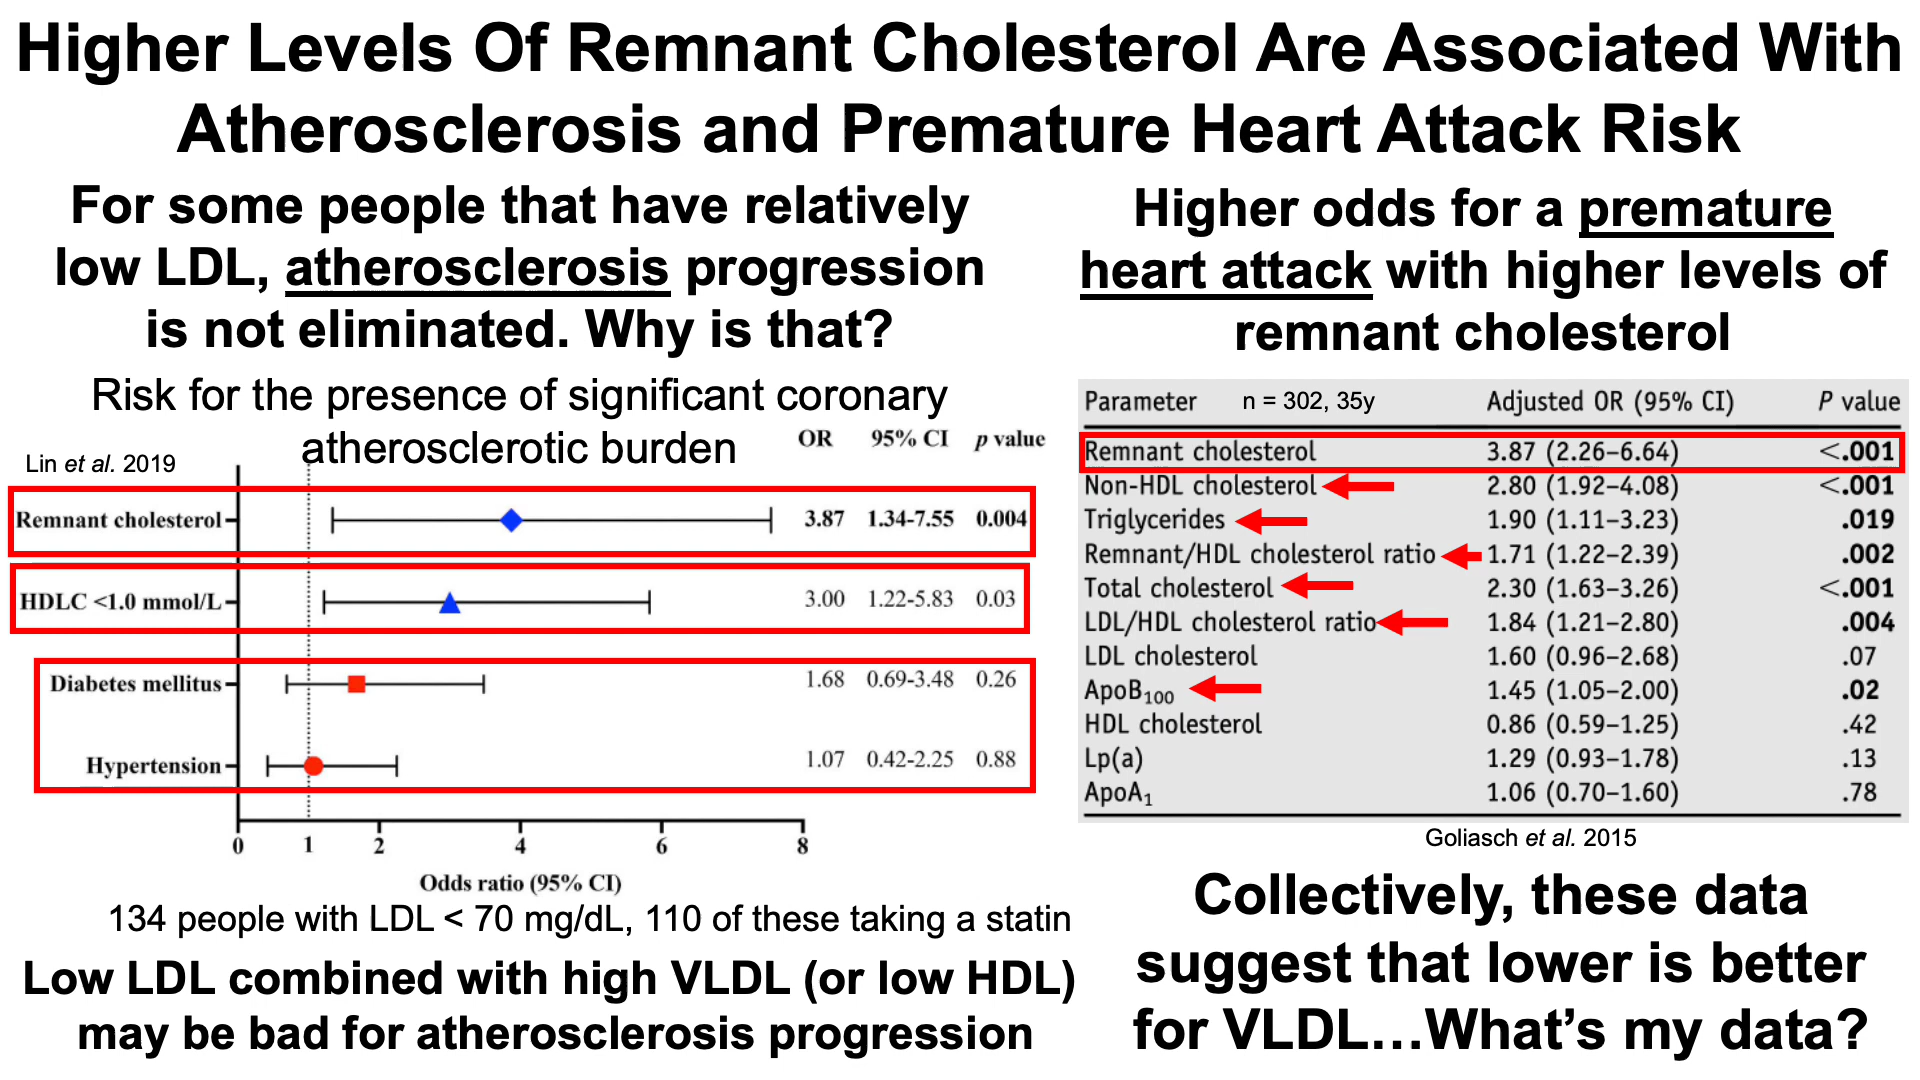 Higher Levels Of Remnant Cholesterol Are Associated With
Atherosclerosis and Premature Heart Attack Risk
For some people that have relatively
low LDL, atherosclerosis progression
is not eliminated. Why is that?
Risk for the presence of significant coronary
atherosclerotic burden
Lin et al. 2019
OR 95% CI p value
Remnant cholesterol 3.87 1.34-7.55 0.004
HDLC <1.0 mmol/L 3.00 1.22-5.83 0.03
Diabetes mellitus 1.68 0.69-3.48 0.26
Hypertension 1.07 0.42-2.25 0.88
0 1 2 4 6 8
Odds ratio (95% CI)
134 people with LDL < 70 mg/dL, 110 of these taking a statin
Low LDL combined with high VLDL (or low HDL)
may be bad for atherosclerosis progression
Higher odds for a premature
heart attack with higher levels of
remnant cholesterol
Parameter n = 302, 35y Adjusted OR (95% CI) P value
Remnant cholesterol 3.87 (2.26–6.64) <.001
Non-HDL cholesterol 2.80 (1.92–4.08) <.001
Triglycerides 1.90 (1.11–3.23) .019
Remnant/HDL cholesterol ratio 1.71 (1.22–2.39) .002
Total cholesterol 2.30 (1.63–3.26) <.001
LDL/HDL cholesterol ratio 1.84 (1.21–2.80) .004
LDL cholesterol 1.60 (0.96–2.68) .07
ApoB100 1.45 (1.05–2.00) .02
HDL cholesterol 0.86 (0.59–1.25) .42
Lp(a) 1.29 (0.93–1.78) .13
ApoA1 1.06 (0.70–1.60) .78
Goliasch et al. 2015
Collectively, these data
suggest that lower is better
for VLDL…What's my data?